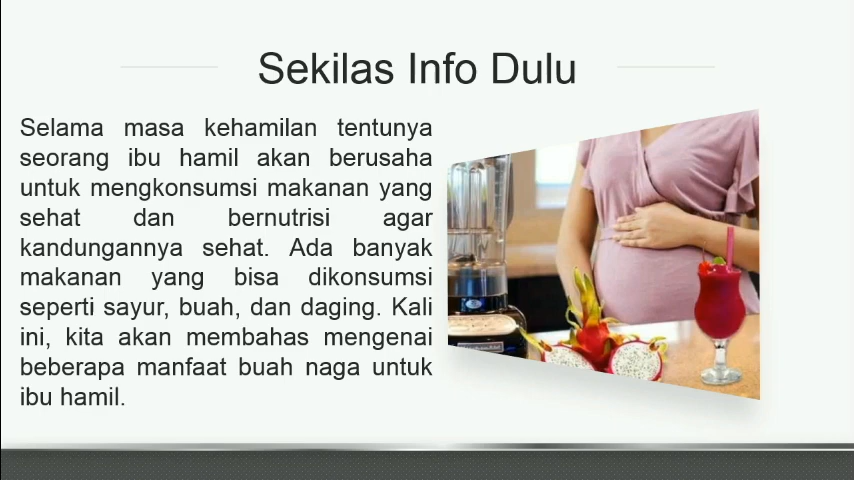 Sekilas Info Dulu
Selama masa kehamilan tentunya
seorang ibu hamil akan berusaha
untuk mengkonsumsi makanan yang
sehat dan bernutrisi agar
kandungannya sehat. Ada banyak
makanan yang bisa dikonsumsi
seperti sayur, buah, dan daging. Kali
ini, kita akan membahas mengenai
beberapa manfaat buah naga untuk
ibu hamil.